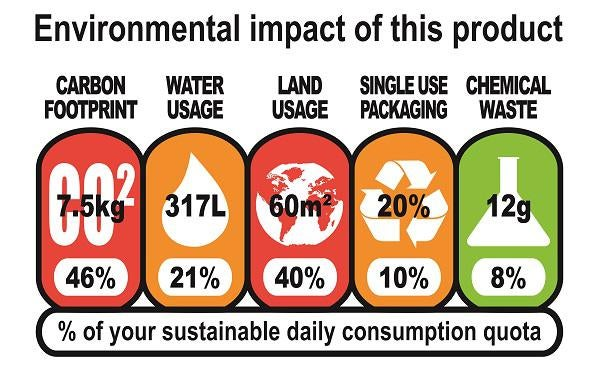 Environmental impact of this product
CARBON FOOTPRINT
WATER USAGE
LAND USAGE
SINGLE USE PACKAGING
CHEMICAL WASTE
CO²
7.5kg
317L
60m²
20%
12g
46%
21%
40%
10%
8%
% of your sustainable daily consumption quota